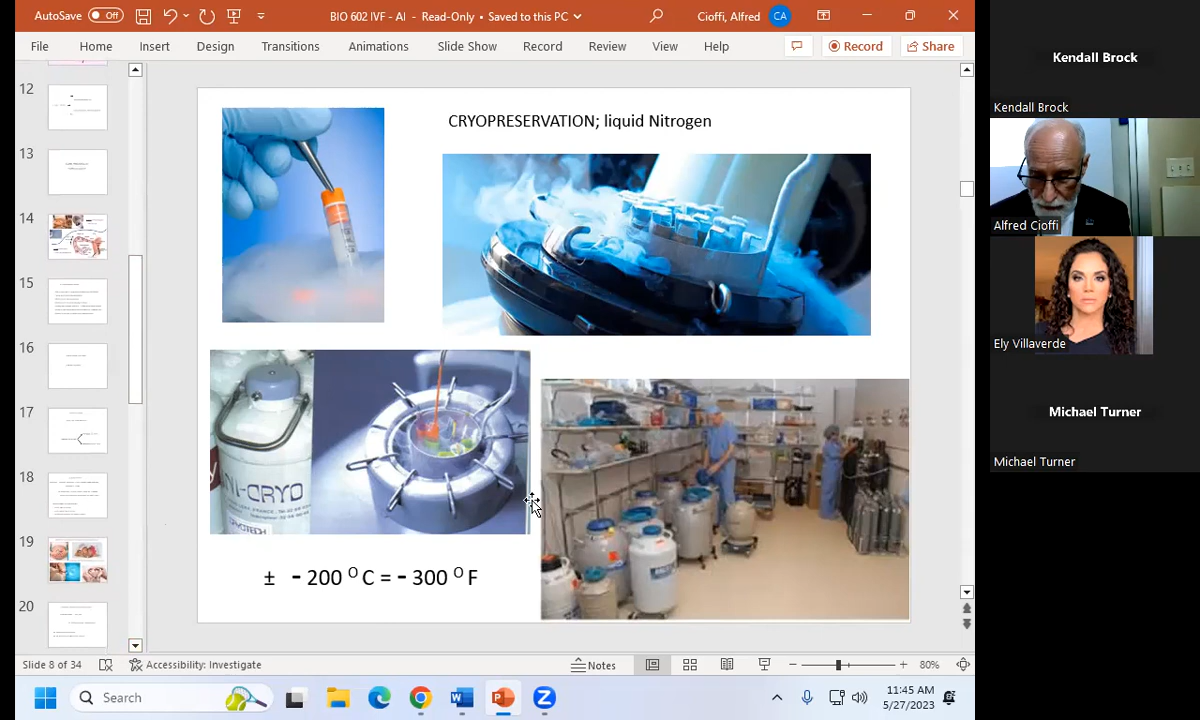 AutoSave Off
BIO 602 IVF - AI - Read-Only • Saved to this PC
Cioffi, Alfred
CA
File Home Insert Design Transitions Animations Slide Show Record Review View Help
Record
Share
12
13
14
15
16
17
18
19
20
CRYOPRESERVATION; liquid Nitrogen
NI-CRYO
CRYOTECH
± - 200 O C = - 300 O F
Slide 8 of 34
Accessibility: Investigate
Notes
80%
Search
11:45 AM
5/27/2023
Kendall Brock
Kendall Brock
Alfred Cioffi
Ely Villaverde
Michael Turner
Michael Turner